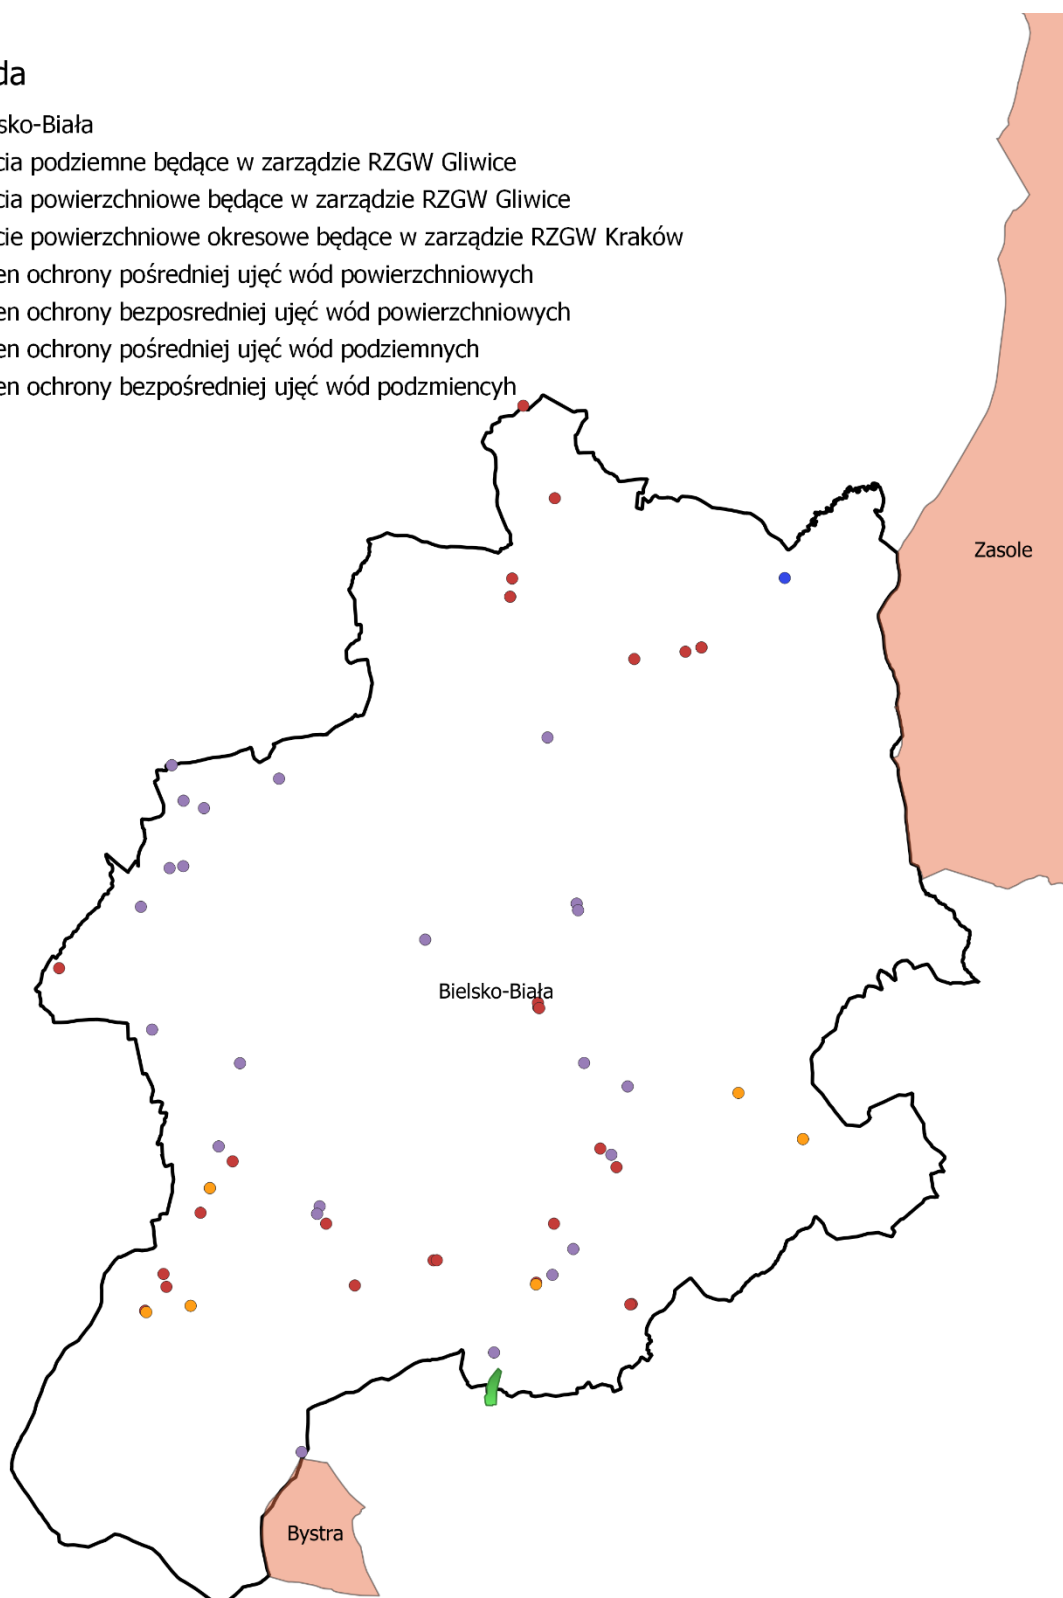 da
sko-Biała
cia podziemne będące w zarządzie RZGW Gliwice
cia powierzchniowe będące w zarządzie RZGW Gliwice
cie powierzchniowe okresowe będące w zarządzie RZGW Kraków
en ochrony pośredniej ujęć wód powierzchniowych
en ochrony bezposredniej ujęć wód powierzchniowych
en ochrony pośredniej ujęć wód podziemnych
en ochrony bezpośredniej ujęć wód podzmiencyh
Zasole
Bielsko-Biała
Bystra